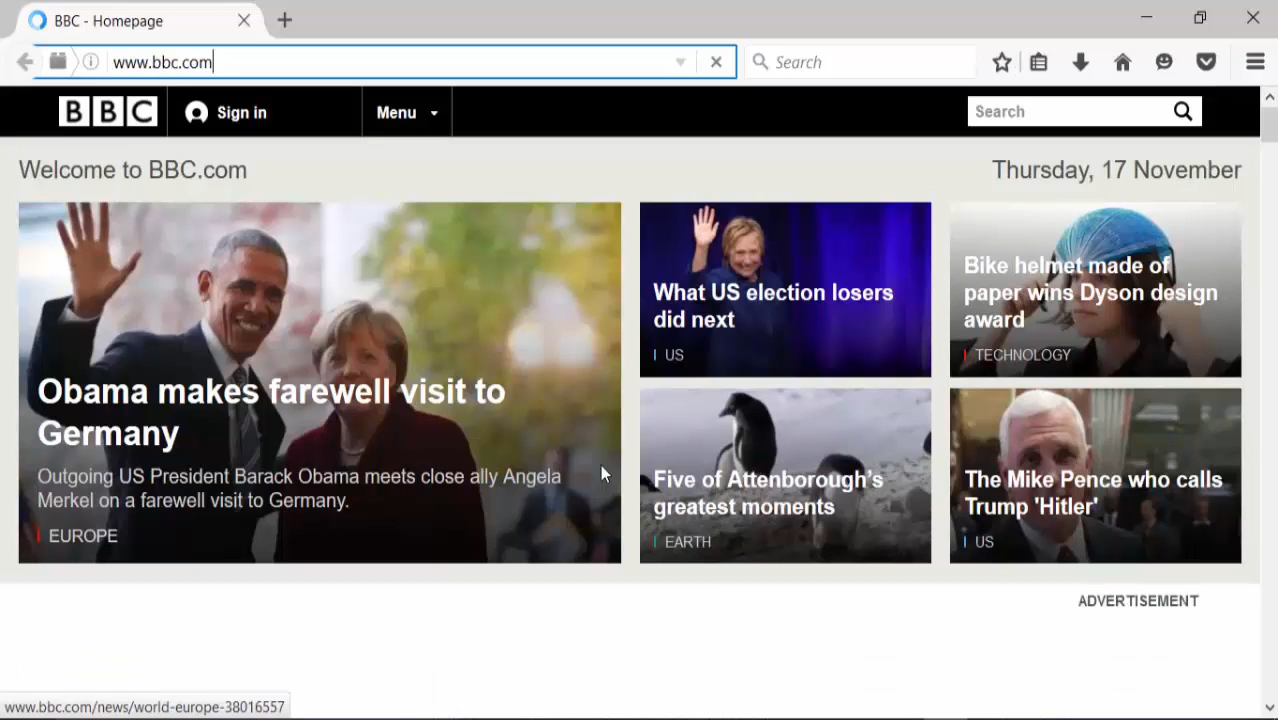 BBC - Homepage
www.bbc.com
Search
BBC
Sign in
Menu
Search
Welcome to BBC.com
Thursday, 17 November
Obama makes farewell visit to
Germany
Outgoing US President Barack Obama meets close ally Angela
Merkel on a farewell visit to Germany.
EUROPE
What US election losers
did next
US
Bike helmet made of
paper wins Dyson design
award
TECHNOLOGY
Five of Attenborough's
greatest moments
EARTH
The Mike Pence who calls
Trump 'Hitler'
US
ADVERTISEMENT
www.bbc.com/news/world-europe-38016557